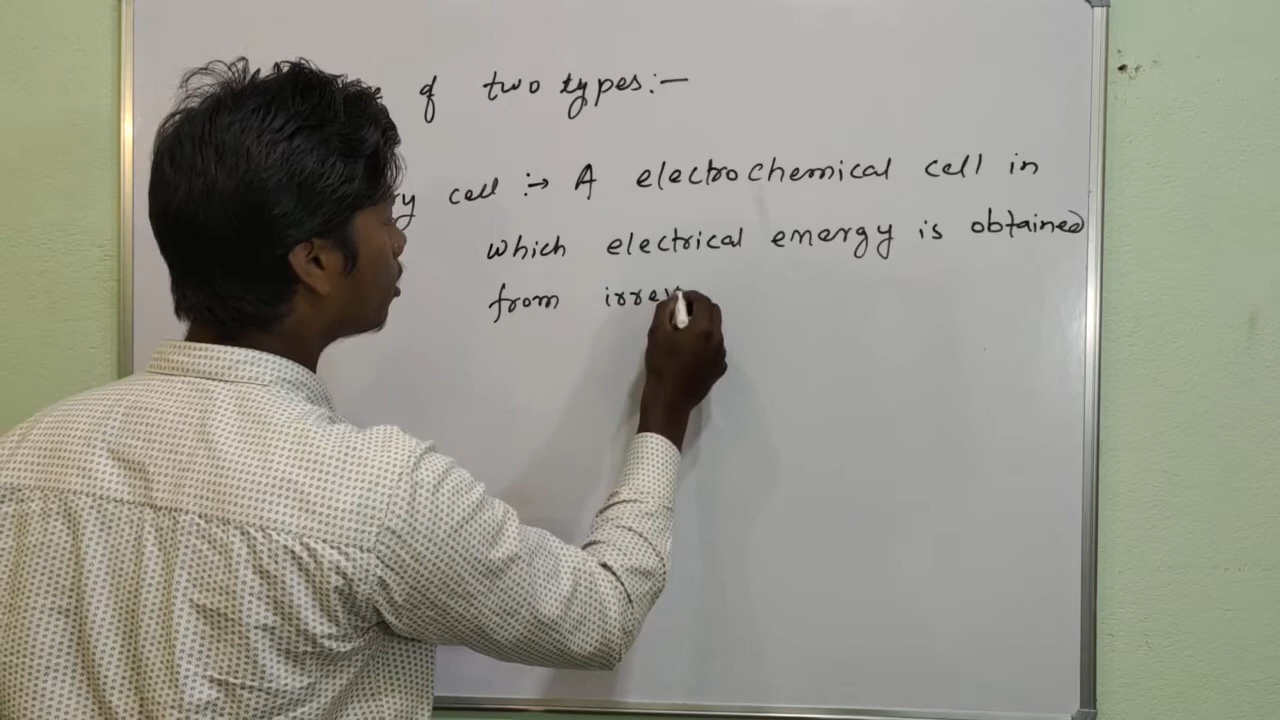 of two types:-
cell :→ A electrochemical cell in
which electrical energy is obtained
from